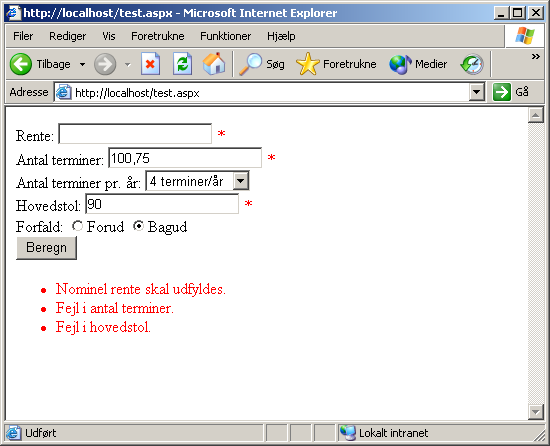 http://localhost/test.aspx - Microsoft Internet Explorer
Filer Rediger Vis Foretrukne Funktioner Hjælp
Tilbage Søg Foretrukne Medier »
Adresse http://localhost/test.aspx Gå
Rente: *
Antal terminer: 100,75 *
Antal terminer pr. år: 4 terminer/år
Hovedstol: 90 *
Forfald: Forud Bagud
Beregn
• Nominel rente skal udfyldes.
• Fejl i antal terminer.
• Fejl i hovedstol.
Udført Lokalt intranet